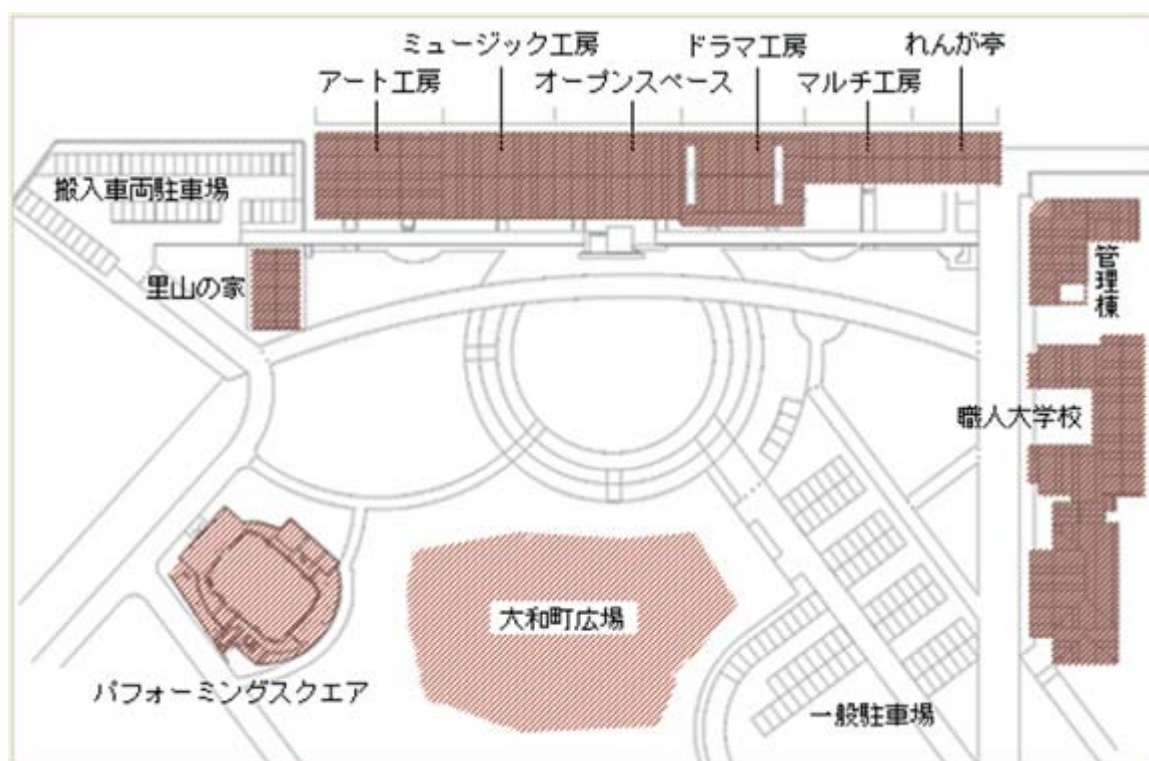 ミュージック工房
ドラマ工房
れんが亭
アート工房
オープンスペース
マルチ工房
搬入車両駐車場
里山の家
管理棟
職人大学校
大和町広場
パフォーミングスクエア
一般駐車場